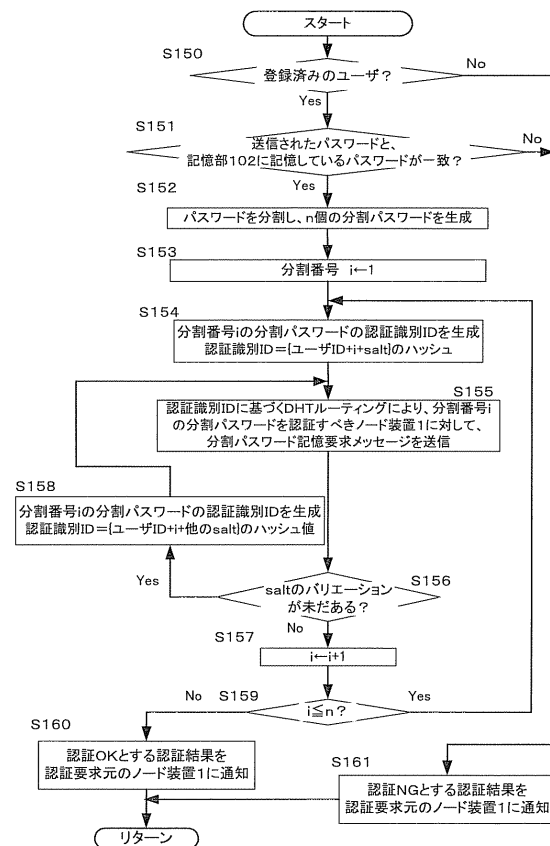 スタート
S150
登録済みのユーザ？
No
Yes
S151
送信されたパスワードと、
記憶部102に記憶しているパスワードが一致？
No
Yes
S152
パスワードを分割し、n個の分割パスワードを生成
S153
分割番号 i←1
S154
分割番号iの分割パスワードの認証識別IDを生成
認証識別ID={ユーザID+i+salt}のハッシュ
S155
認証識別IDに基づくDHTルーティングにより、分割番号i
の分割パスワードを認証すべきノード装置1に対して、
分割パスワード記憶要求メッセージを送信
S158
分割番号iの分割パスワードの認証識別IDを生成
認証識別ID={ユーザID+i+他のsalt}のハッシュ値
Yes
saltのバリエーション
が未だある？
S156
No
S157
i←i+1
No
S159
i≦n？
Yes
S160
認証OKとする認証結果を
認証要求元のノード装置1に通知
S161
認証NGとする認証結果を
認証要求元のノード装置1に通知
リターン